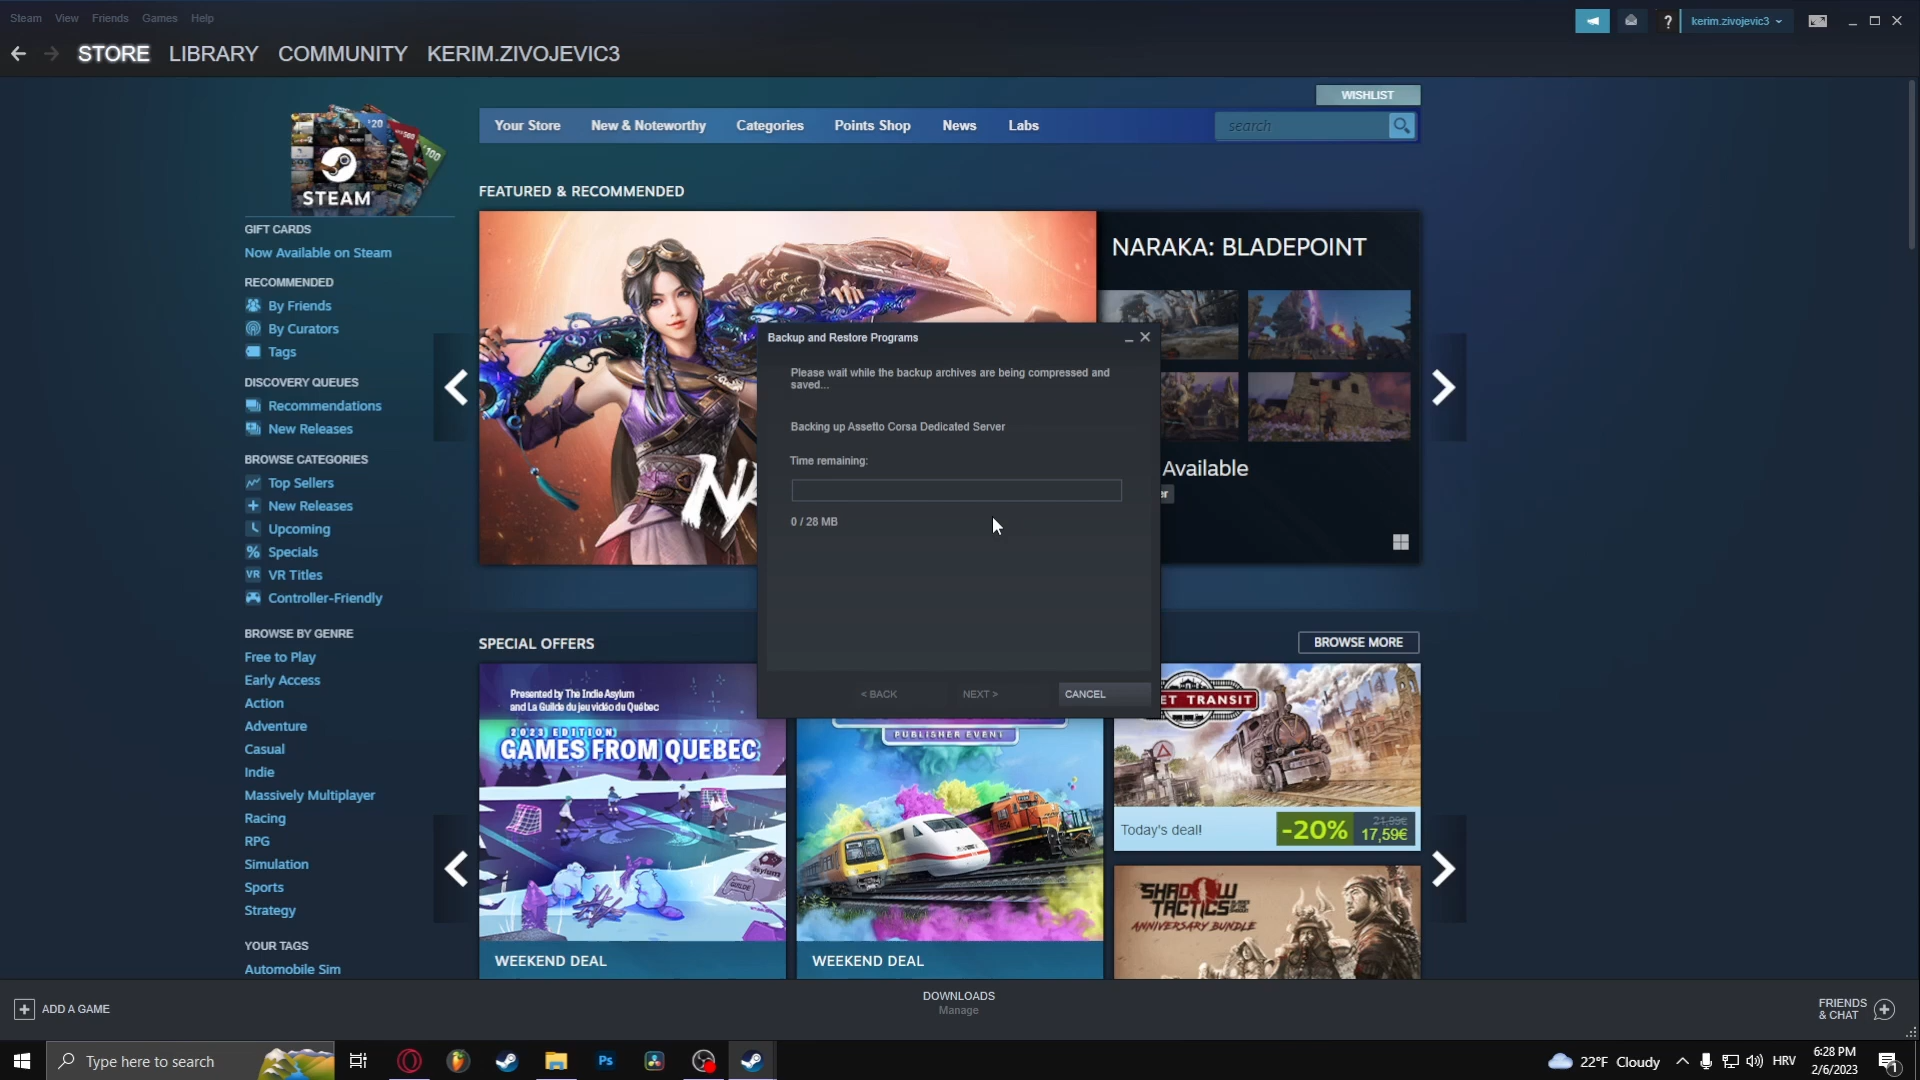 Steam View Friends Games Help
kerim.zivojevic3
STORE LIBRARY COMMUNITY KERIM.ZIVOJEVIC3
WISHLIST
Your Store New & Noteworthy Categories Points Shop News Labs
search
STEAM
FEATURED & RECOMMENDED
GIFT CARDS
Now Available on Steam
RECOMMENDED
By Friends
By Curators
Tags
DISCOVERY QUEUES
Recommendations
New Releases
BROWSE CATEGORIES
Top Sellers
New Releases
Upcoming
Specials
VR Titles
Controller-Friendly
BROWSE BY GENRE
Free to Play
Early Access
Action
Adventure
Casual
Indie
Massively Multiplayer
Racing
RPG
Simulation
Sports
Strategy
YOUR TAGS
Automobile Sim
NARAKA: BLADEPOINT
Available
Backup and Restore Programs
Please wait while the backup archives are being compressed and
saved...
Backing up Assetto Corsa Dedicated Server
Time remaining:
0 / 28 MB
< BACK NEXT > CANCEL
SPECIAL OFFERS
BROWSE MORE
Presented by The Indie Asylum
and La Guilde du jeu vidéo du Québec
2023 EDITION
GAMES FROM QUEBEC
WEEKEND DEAL
PUBLISHER EVENT
WEEKEND DEAL
ET TRANSIT
Today's deal!
-20%
21,99€
17,59€
SHADOW
TACTICS
ANNIVERSARY BUNDLE
ADD A GAME
DOWNLOADS
Manage
FRIENDS
& CHAT
Type here to search
Ps
22°F Cloudy
HRV
6:28 PM
2/6/2023
1